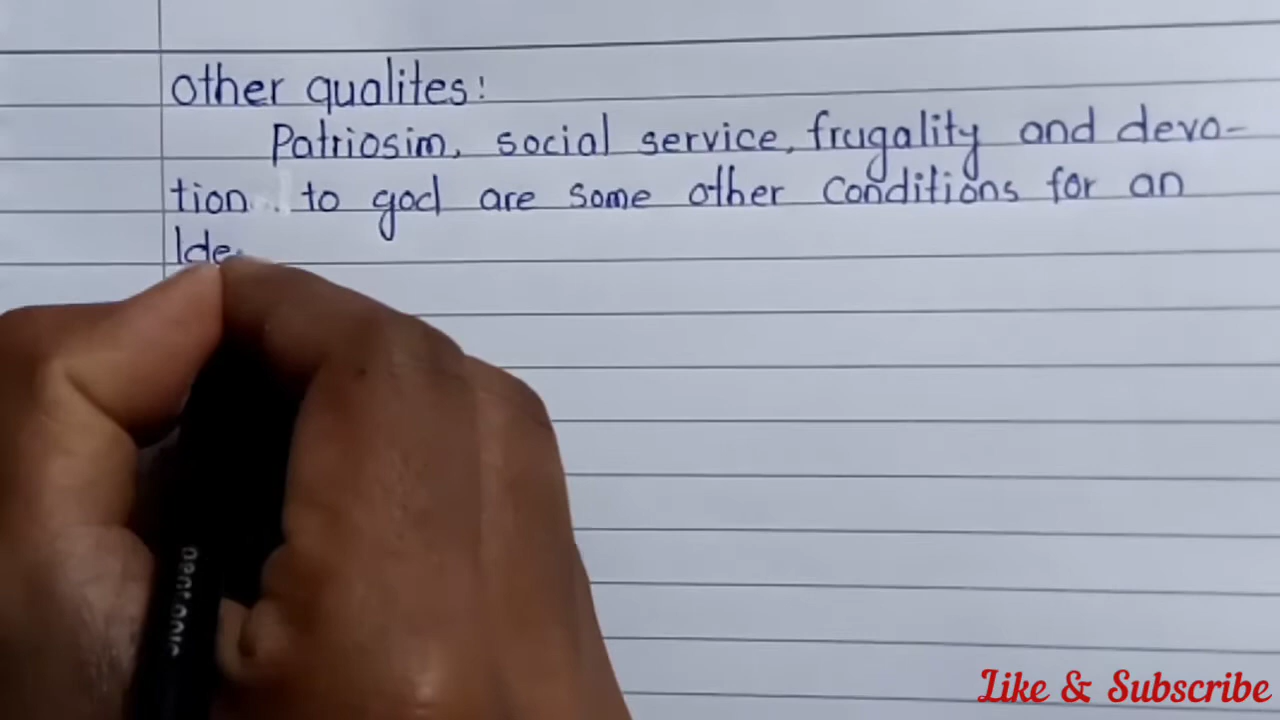 other qualites:
Patriosim, social service, frugality and devo-
tion to god are some other conditions for an
Ide
Like & Subscribe